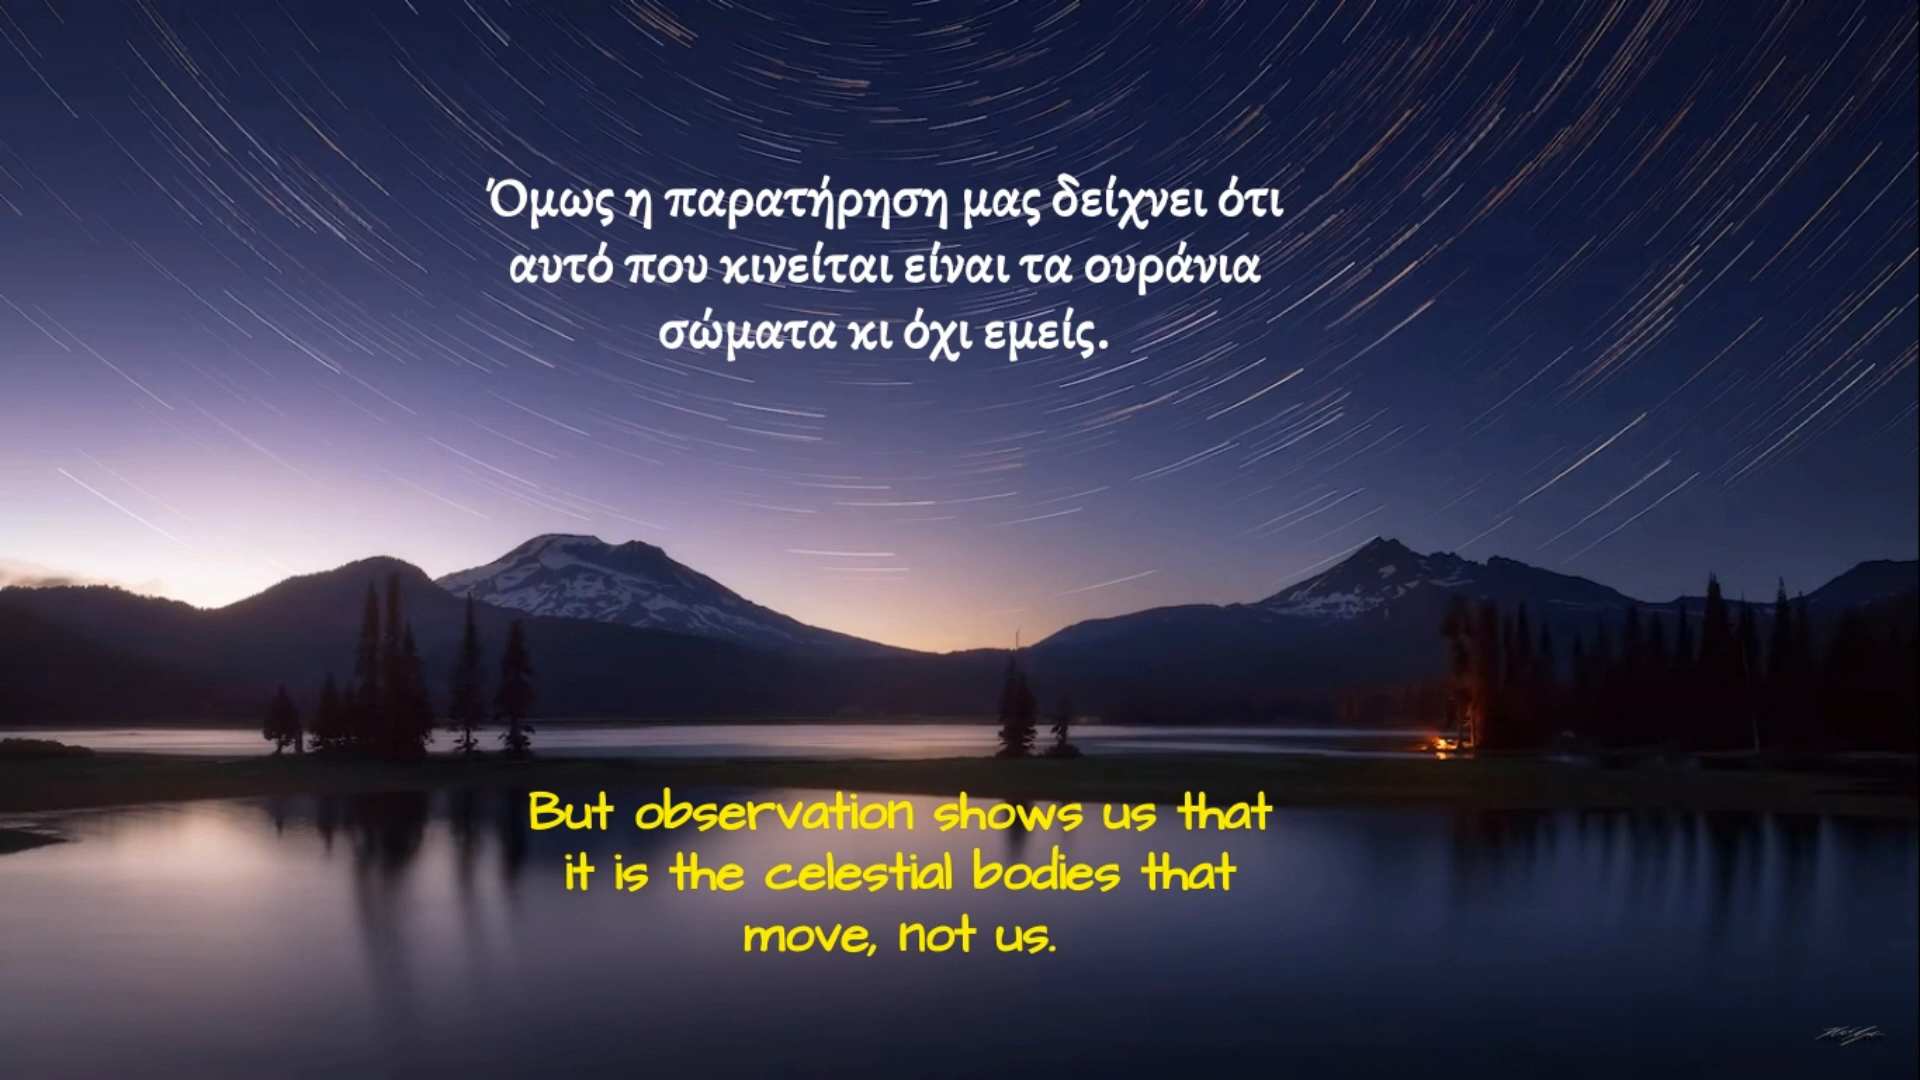 Όμως η παρατήρηση μας δείχνει ότι
αυτό που κινείται είναι τα ουράνια
σώματα κι όχι εμείς.
But observation shows us that
it is the celestial bodies that
move, not us.